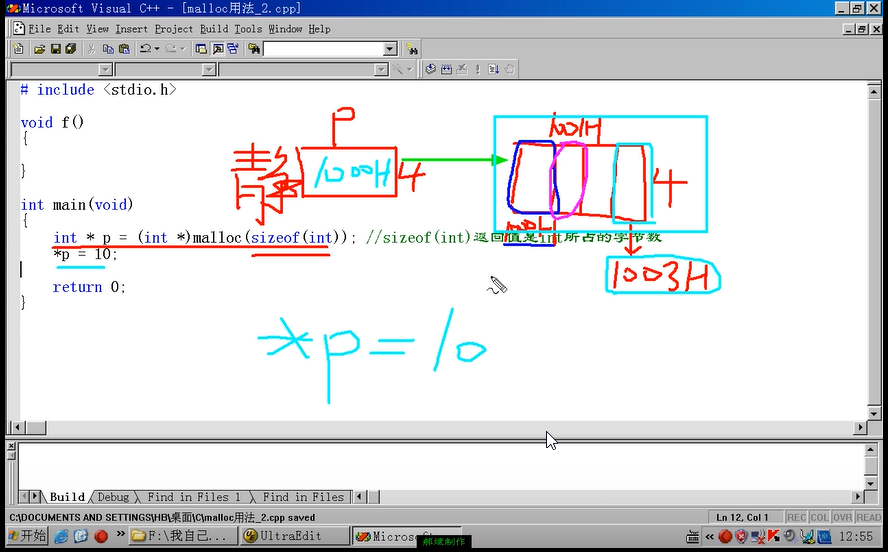 Microsoft Visual C++ - [malloc用法_2.cpp]
File Edit View Insert Project Build Tools Window Help
# include <stdio.h>
void f()
{
}
int main(void)
{
int * p = (int *)malloc(sizeof(int)); //sizeof(int)返回值是int所占的字节数
*p = 10;
return 0;
}
P
1000H
4
1001H
4
1003H
*p=10
Build Debug Find in Files 1 Find in Files
C:\DOCUMENTS AND SETTINGS\HB\桌面\C\malloc用法_2.cpp saved
Ln 12, Col 1 REC COL OVR READ
开始 F:\我自己... UltraEdit Microso 12:55
郝斌制作